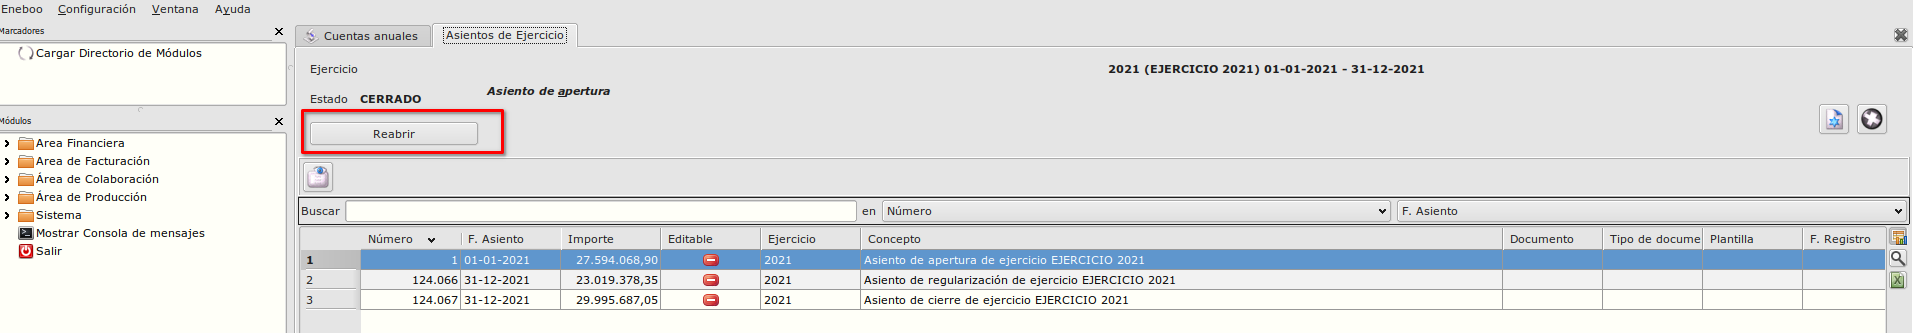 Eneboo Configuración Ventana Ayuda
Marcadores
Cargar Directorio de Módulos
Módulos
Area Financiera
Area de Facturación
Área de Colaboración
Área de Producción
Sistema
Mostrar Consola de mensajes
Salir
Cuentas anuales Asientos de Ejercicio
Ejercicio 2021 (EJERCICIO 2021) 01-01-2021 - 31-12-2021
Estado CERRADO Asiento de apertura
Reabrir
Buscar en Número F. Asiento
Número F. Asiento Importe Editable Ejercicio Concepto Documento Tipo de docume Plantilla F. Registro
1 1 01-01-2021 27.594.068,90 2021 Asiento de apertura de ejercicio EJERCICIO 2021
2 124.066 31-12-2021 23.019.378,35 2021 Asiento de regularización de ejercicio EJERCICIO 2021
3 124.067 31-12-2021 29.995.687,05 2021 Asiento de cierre de ejercicio EJERCICIO 2021